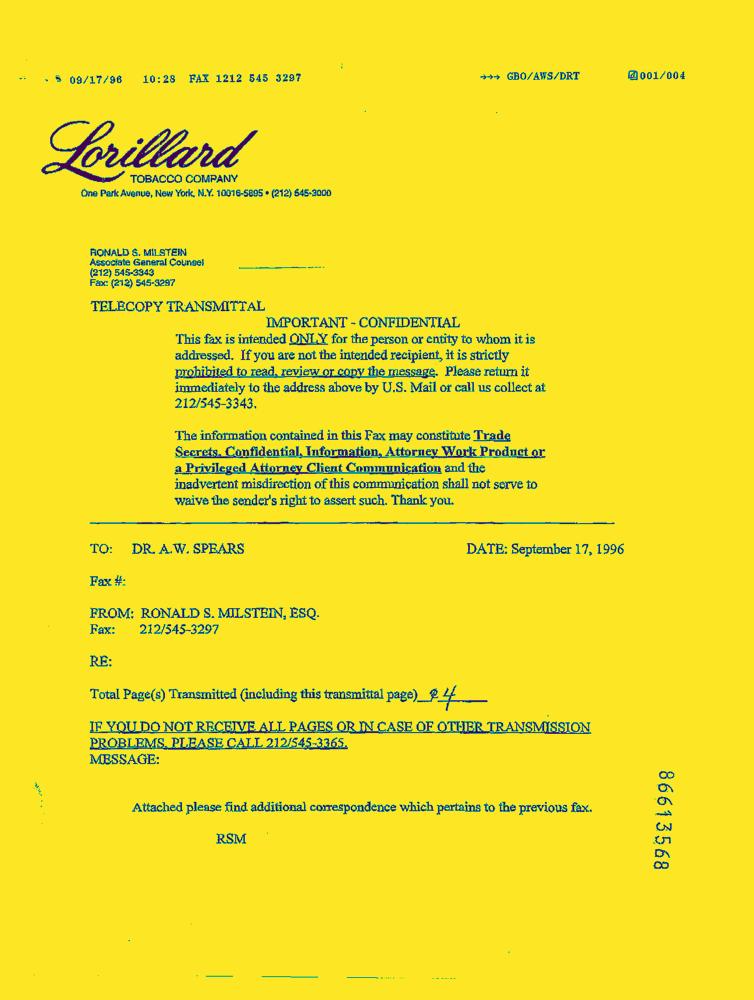 09/17/96 10:28 FAX 1212 545 3297 →→→ GBO/AWS/DRT 001/004
Lorillard
TOBACCO COMPANY
One Park Avenue, New York, N.Y. 10016-5895 • (212) 545-3000
RONALD S. MILSTEIN
Associate General Counsel
(212) 545-3343
Fax: (212) 545-3297
TELECOPY TRANSMITTAL
IMPORTANT - CONFIDENTIAL
This fax is intended ONLY for the person or entity to whom it is
addressed. If you are not the intended recipient, it is strictly
prohibited to read, review or copy the message. Please return it
immediately to the address above by U.S. Mail or call us collect at
212/545-3343.
The information contained in this Fax may constitute Trade
Secrets, Confidential, Information, Attorney Work Product or
a Privileged Attorney Client Communication and the
inadvertent misdirection of this communication shall not serve to
waive the sender's right to assert such. Thank you.
TO: DR. A.W. SPEARS DATE: September 17, 1996
Fax #:
FROM: RONALD S. MILSTEIN, ESQ.
Fax: 212/545-3297
RE:
Total Page(s) Transmitted (including this transmittal page) 4
IF YOU DO NOT RECEIVE ALL PAGES OR IN CASE OF OTHER TRANSMISSION
PROBLEMS, PLEASE CALL 212/545-3365.
MESSAGE:
Attached please find additional correspondence which pertains to the previous fax.
RSM
86613568